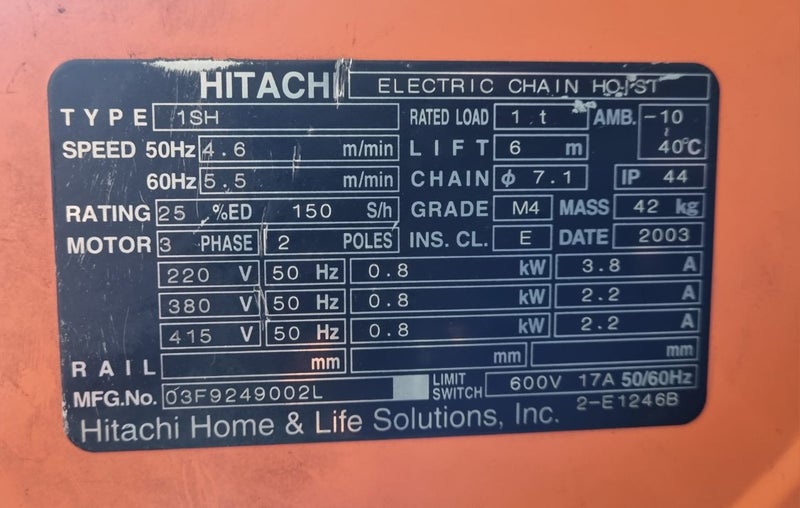 HITACHI ELECTRIC CHAIN HOIST
TYPE 1SH RATED LOAD 1 t AMB. -10 ~ 40°C
SPEED 50Hz 4.6 m/min LIFT 6 m
60Hz 5.5 m/min CHAIN ϕ 7.1 IP 44
RATING 25 %ED 150 S/h GRADE M4 MASS 42 kg
MOTOR 3 PHASE 2 POLES INS. CL. E DATE 2003
220 V 50 Hz 0.8 kW 3.8 A
380 V 50 Hz 0.8 kW 2.2 A
415 V 50 Hz 0.8 kW 2.2 A
RAIL mm mm mm
MFG.No. 03F9249002L LIMIT SWITCH 600V 17A 50/60Hz
2-E1246B
Hitachi Home & Life Solutions, Inc.